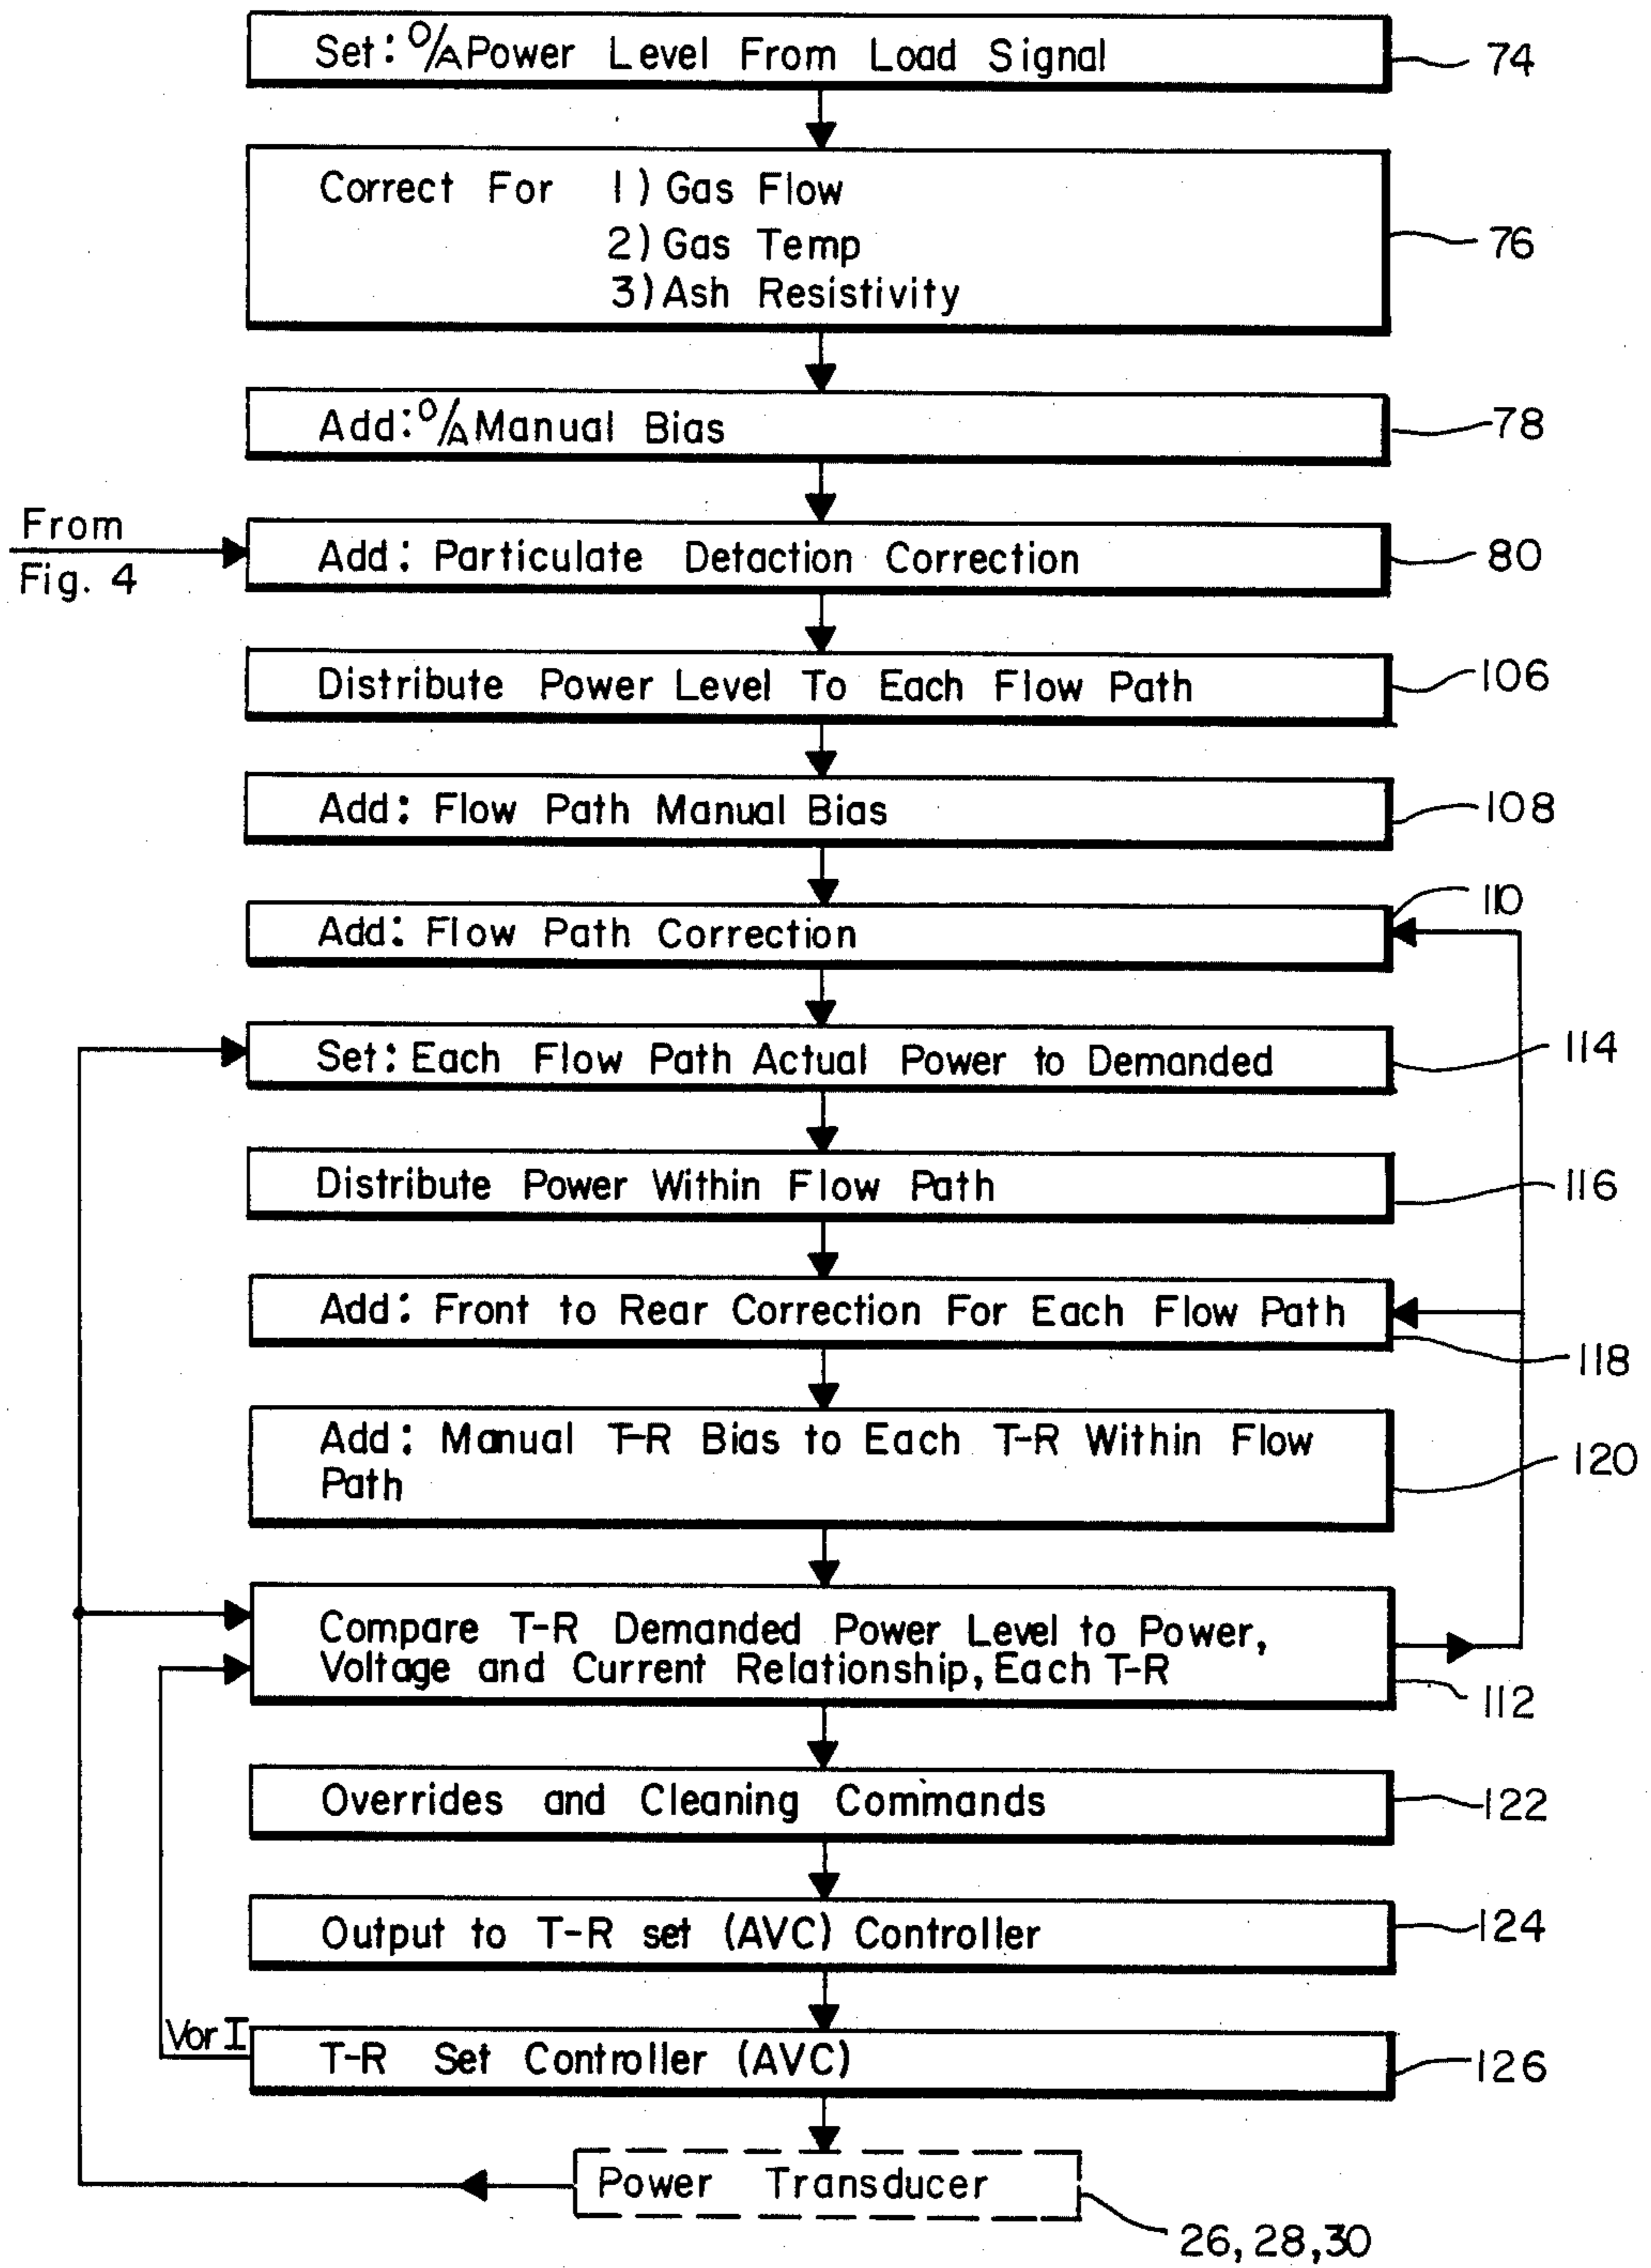 Set: O/A Power Level From Load Signal
74
Correct For 1) Gas Flow
2) Gas Temp
3) Ash Resistivity
76
Add: O/A Manual Bias
78
From
Fig. 4
Add: Particulate Detaction Correction
80
Distribute Power Level To Each Flow Path
106
Add: Flow Path Manual Bias
108
Add: Flow Path Correction
110
Set: Each Flow Path Actual Power to Demanded
114
Distribute Power Within Flow Path
116
Add: Front to Rear Correction For Each Flow Path
118
Add: Manual T-R Bias to Each T-R Within Flow
Path
120
Compare T-R Demanded Power Level to Power,
Voltage and Current Relationship, Each T-R
112
Overrides and Cleaning Commands
122
Output to T-R set (AVC) Controller
124
V or I
T-R Set Controller (AVC)
126
Power Transducer
26, 28, 30